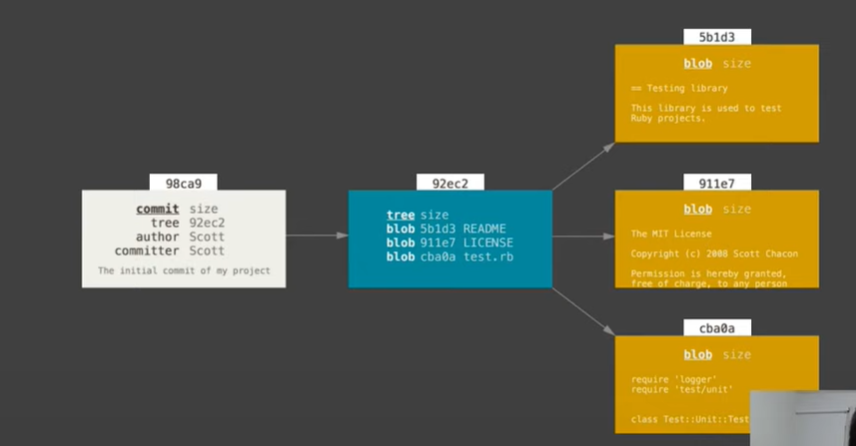 98ca9
commit size
tree 92ec2
author Scott
committer Scott
The initial commit of my project
92ec2
tree size
blob 5b1d3 README
blob 911e7 LICENSE
blob cba0a test.rb
5b1d3
blob size
== Testing library
This library is used to test
Ruby projects.
911e7
blob size
The MIT License
Copyright (c) 2008 Scott Chacon
Permission is hereby granted,
free of charge, to any person
cba0a
blob size
require 'logger'
require 'test/unit'
class Test::Unit::Test